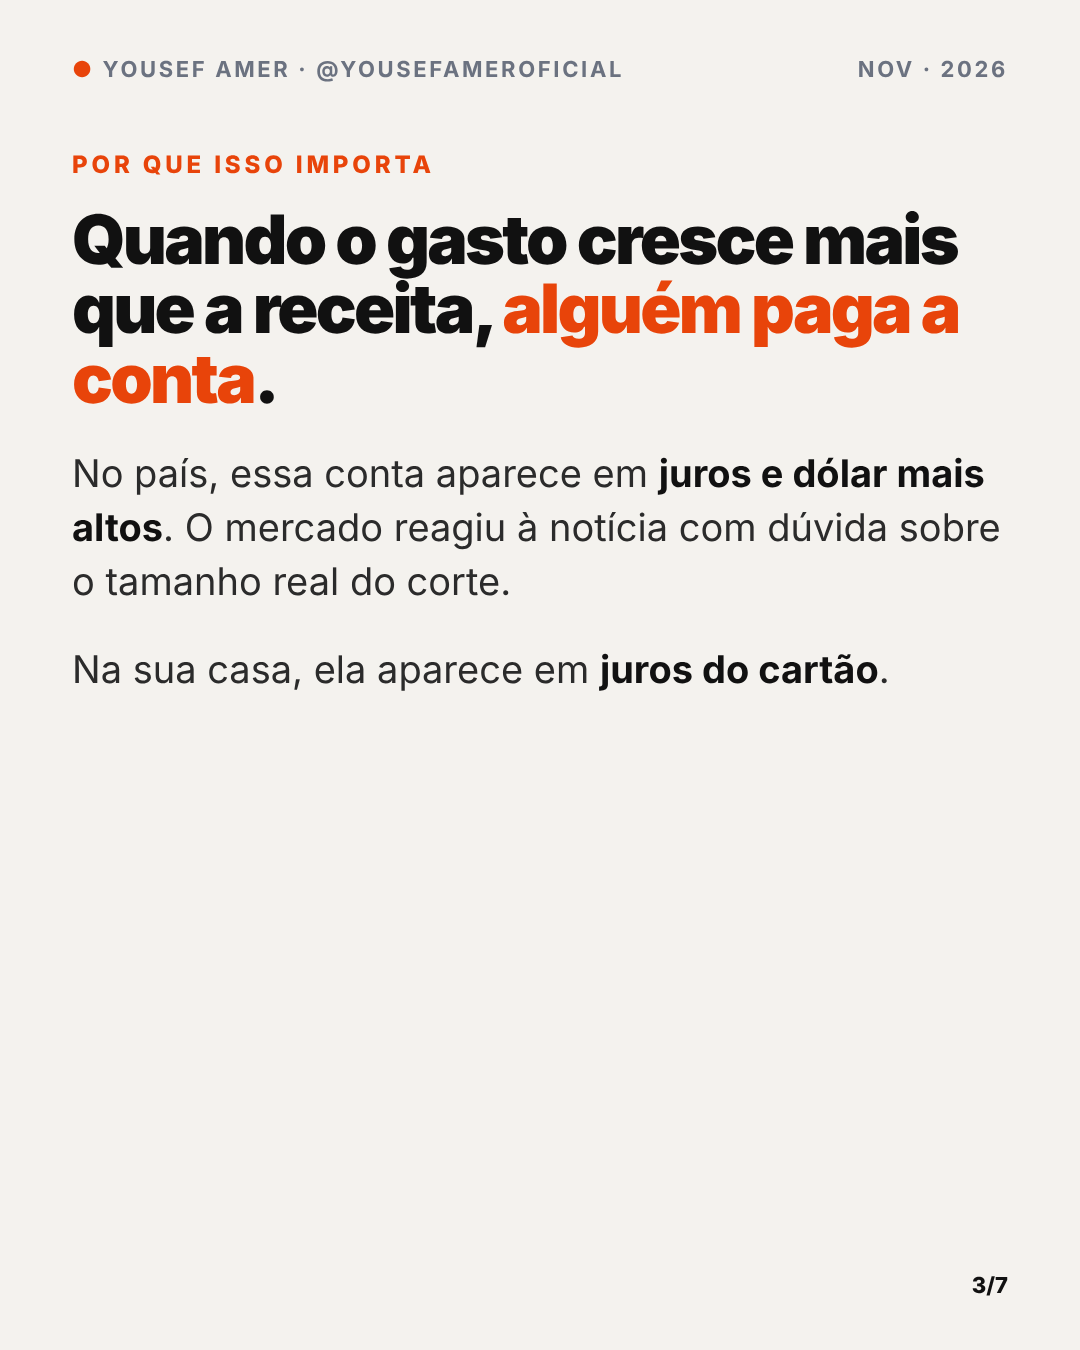 YOUSEF AMER · @YOUSEFAMEROFICIAL
NOV · 2026
POR QUE ISSO IMPORTA
Quando o gasto cresce mais
que a receita, alguém paga a
conta.
No país, essa conta aparece em juros e dólar mais
altos. O mercado reagiu à notícia com dúvida sobre
o tamanho real do corte.
Na sua casa, ela aparece em juros do cartão.
3/7